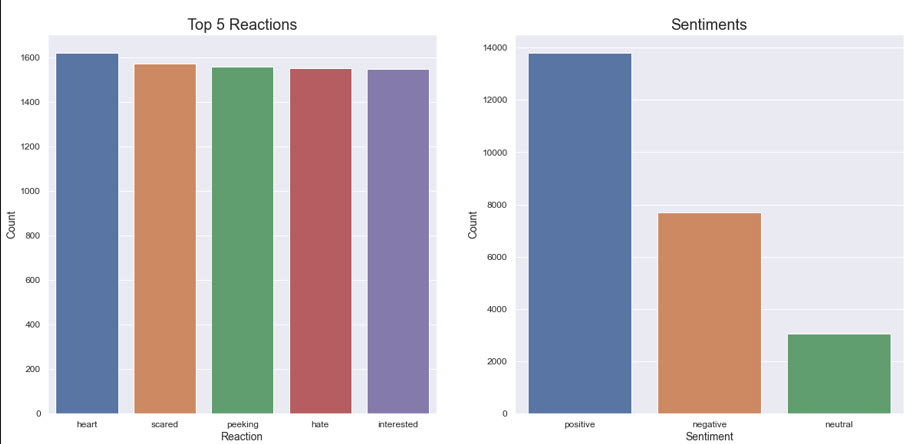 Top 5 Reactions
Count
1600
1400
1200
1000
800
600
400
200
0
heart scared peeking hate interested
Reaction
Sentiments
Count
14000
12000
10000
8000
6000
4000
2000
0
positive negative neutral
Sentiment